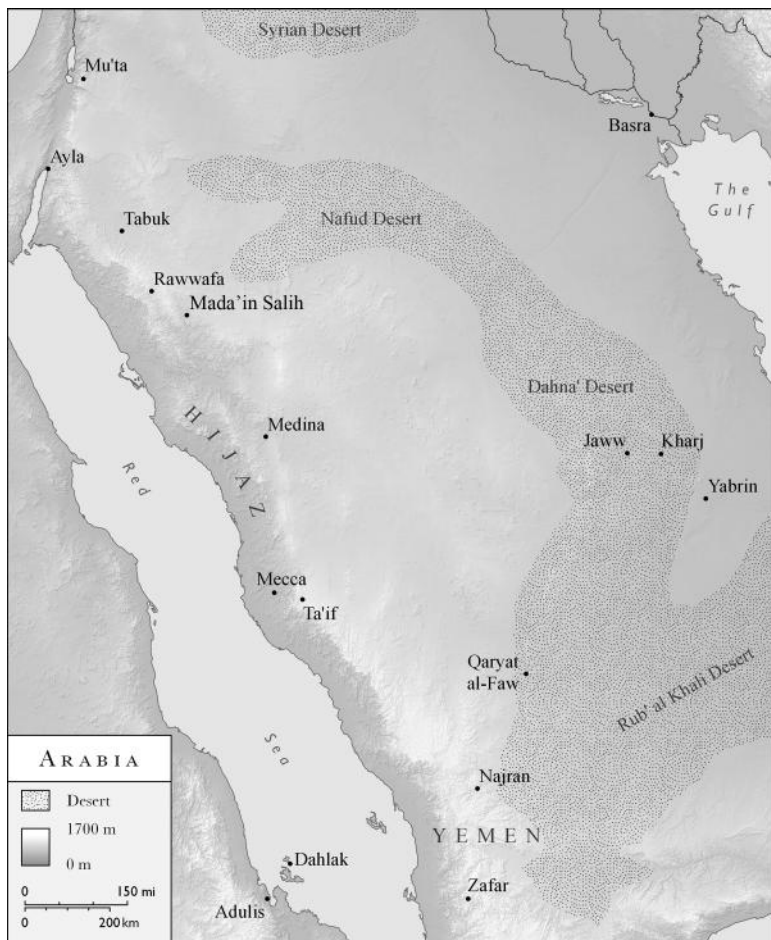 Syrian Desert
Mu'ta
Basra
Ayla
The
Gulf
Tabuk
Nafud Desert
Rawwafa
Mada’in Salih
Dahna' Desert
HIJAZ
Medina
Jaww
Kharj
Red
Yabrin
Mecca
Ta'if
Qaryat
al-Faw
Rub' al Khali Desert
Sea
Najran
YEMEN
Dahlak
Zafar
Adulis
ARABIA
Desert
1700 m
0 m
0 150 mi
0 200 km